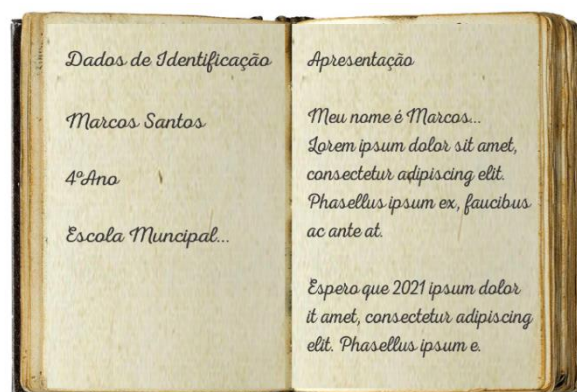 Dados de Identificação
Marcos Santos
4ºAno
Escola Muncipal...
Apresentação
Meu nome é Marcos...
Lorem ipsum dolor sit amet,
consectetur adipiscing elit.
Phasellus ipsum ex, faucibus
ac ante at.
Espero que 2021 ipsum dolor
it amet, consectetur adipiscing
elit. Phasellus ipsum e.